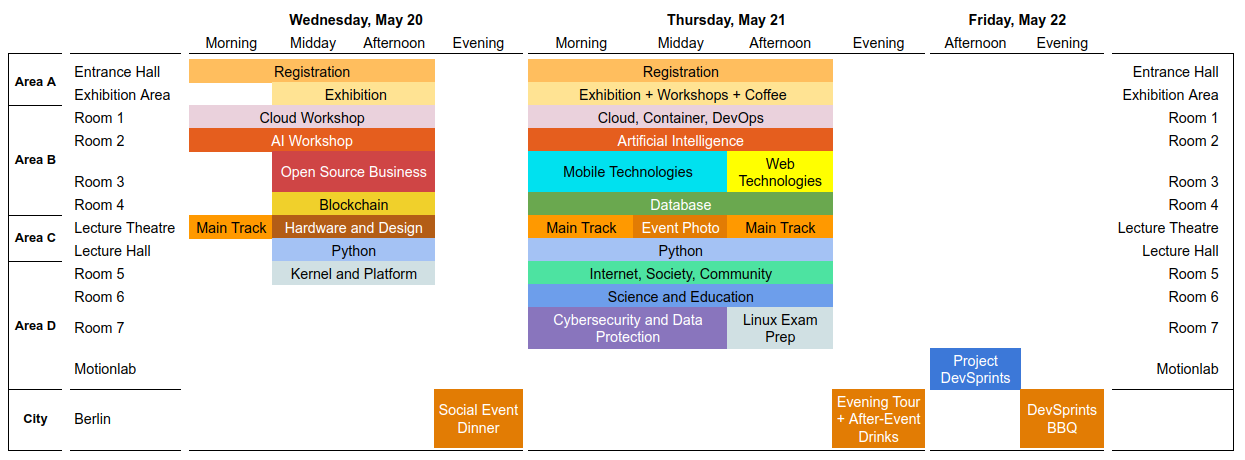 Wednesday, May 20 Thursday, May 21 Friday, May 22
Morning Midday Afternoon Evening Morning Midday Afternoon Evening Afternoon Evening
Area A
Entrance Hall Registration Registration Entrance Hall
Exhibition Area Exhibition Exhibition + Workshops + Coffee Exhibition Area
Area B
Room 1 Cloud Workshop Cloud, Container, DevOps Room 1
Room 2 AI Workshop Artificial Intelligence Room 2
Room 3 Open Source Business Mobile Technologies Web
Technologies Room 3
Room 4 Blockchain Database Room 4
Area C
Lecture Theatre Main Track Hardware and Design Main Track Event Photo Main Track Lecture Theatre
Lecture Hall Python Python Lecture Hall
Area D
Room 5 Kernel and Platform Internet, Society, Community Room 5
Room 6 Science and Education Room 6
Room 7 Cybersecurity and Data
Protection Linux Exam
Prep Room 7
Motionlab Project
DevSprints Motionlab
City
Berlin Social Event
Dinner Evening Tour
+ After-Event
Drinks DevSprints
BBQ